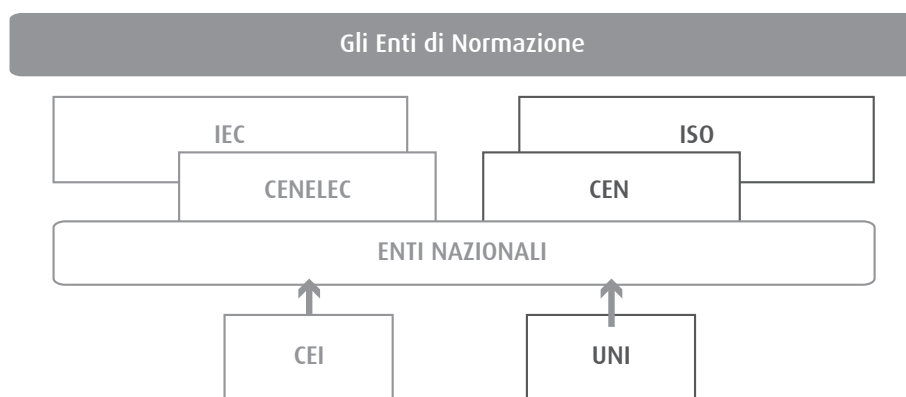 Gli Enti di Normazione
IEC
ISO
CENELEC
CEN
ENTI NAZIONALI
CEI
UNI